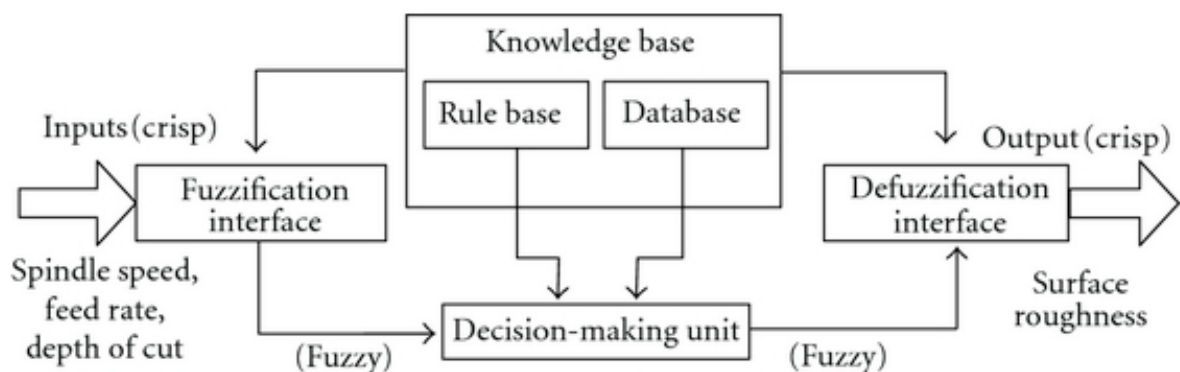 Knowledge base
Rule base
Database
Inputs (crisp)
Fuzzification
interface
Spindle speed,
feed rate,
depth of cut
(Fuzzy)
Decision-making unit
(Fuzzy)
Output (crisp)
Defuzzification
interface
Surface
roughness